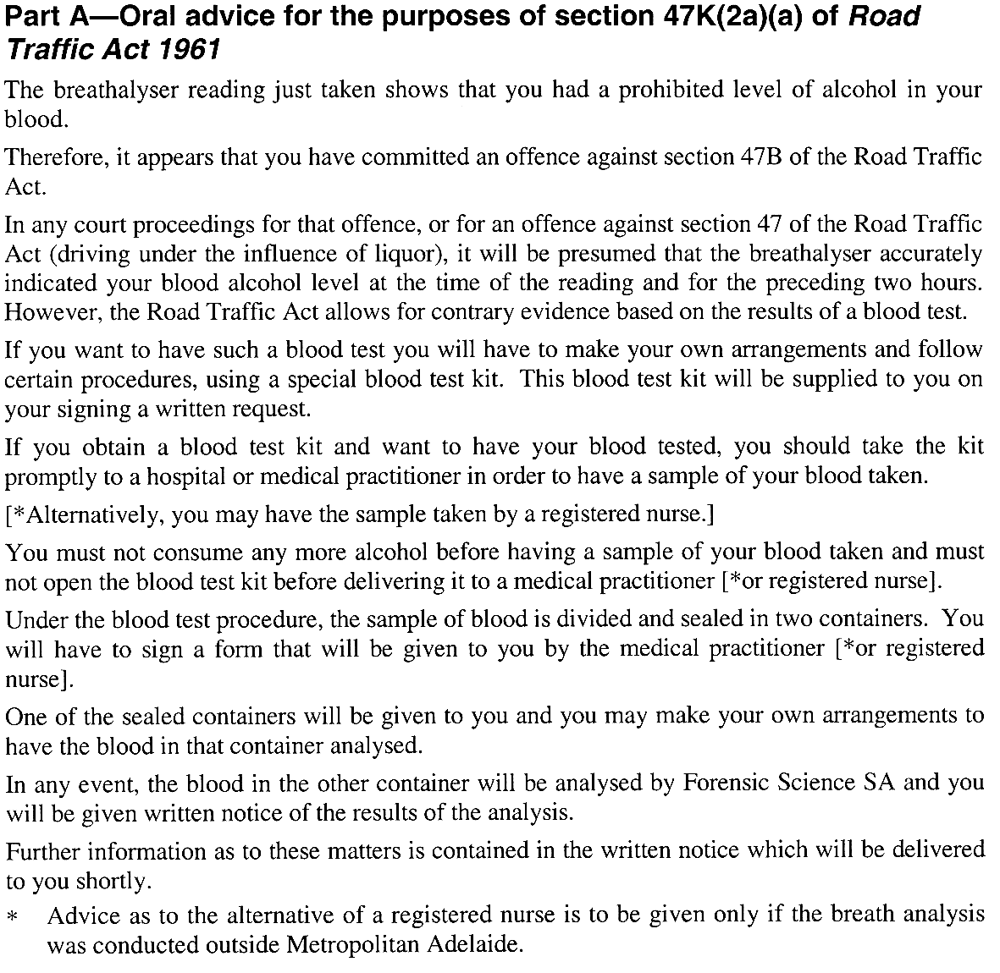 Part A—Oral advice for the purposes of section 47K(2a)(a) of Road
Traffic Act 1961
The breathalyser reading just taken shows that you had a prohibited level of alcohol in your
blood.
Therefore, it appears that you have committed an offence against section 47B of the Road Traffic
Act.
In any court proceedings for that offence, or for an offence against section 47 of the Road Traffic
Act (driving under the influence of liquor), it will be presumed that the breathalyser accurately
indicated your blood alcohol level at the time of the reading and for the preceding two hours.
However, the Road Traffic Act allows for contrary evidence based on the results of a blood test.
If you want to have such a blood test you will have to make your own arrangements and follow
certain procedures, using a special blood test kit. This blood test kit will be supplied to you on
your signing a written request.
If you obtain a blood test kit and want to have your blood tested, you should take the kit
promptly to a hospital or medical practitioner in order to have a sample of your blood taken.
[*Alternatively, you may have the sample taken by a registered nurse.]
You must not consume any more alcohol before having a sample of your blood taken and must
not open the blood test kit before delivering it to a medical practitioner [*or registered nurse].
Under the blood test procedure, the sample of blood is divided and sealed in two containers. You
will have to sign a form that will be given to you by the medical practitioner [*or registered
nurse].
One of the sealed containers will be given to you and you may make your own arrangements to
have the blood in that container analysed.
In any event, the blood in the other container will be analysed by Forensic Science SA and you
will be given written notice of the results of the analysis.
Further information as to these matters is contained in the written notice which will be delivered
to you shortly.
* Advice as to the alternative of a registered nurse is to be given only if the breath analysis
was conducted outside Metropolitan Adelaide.